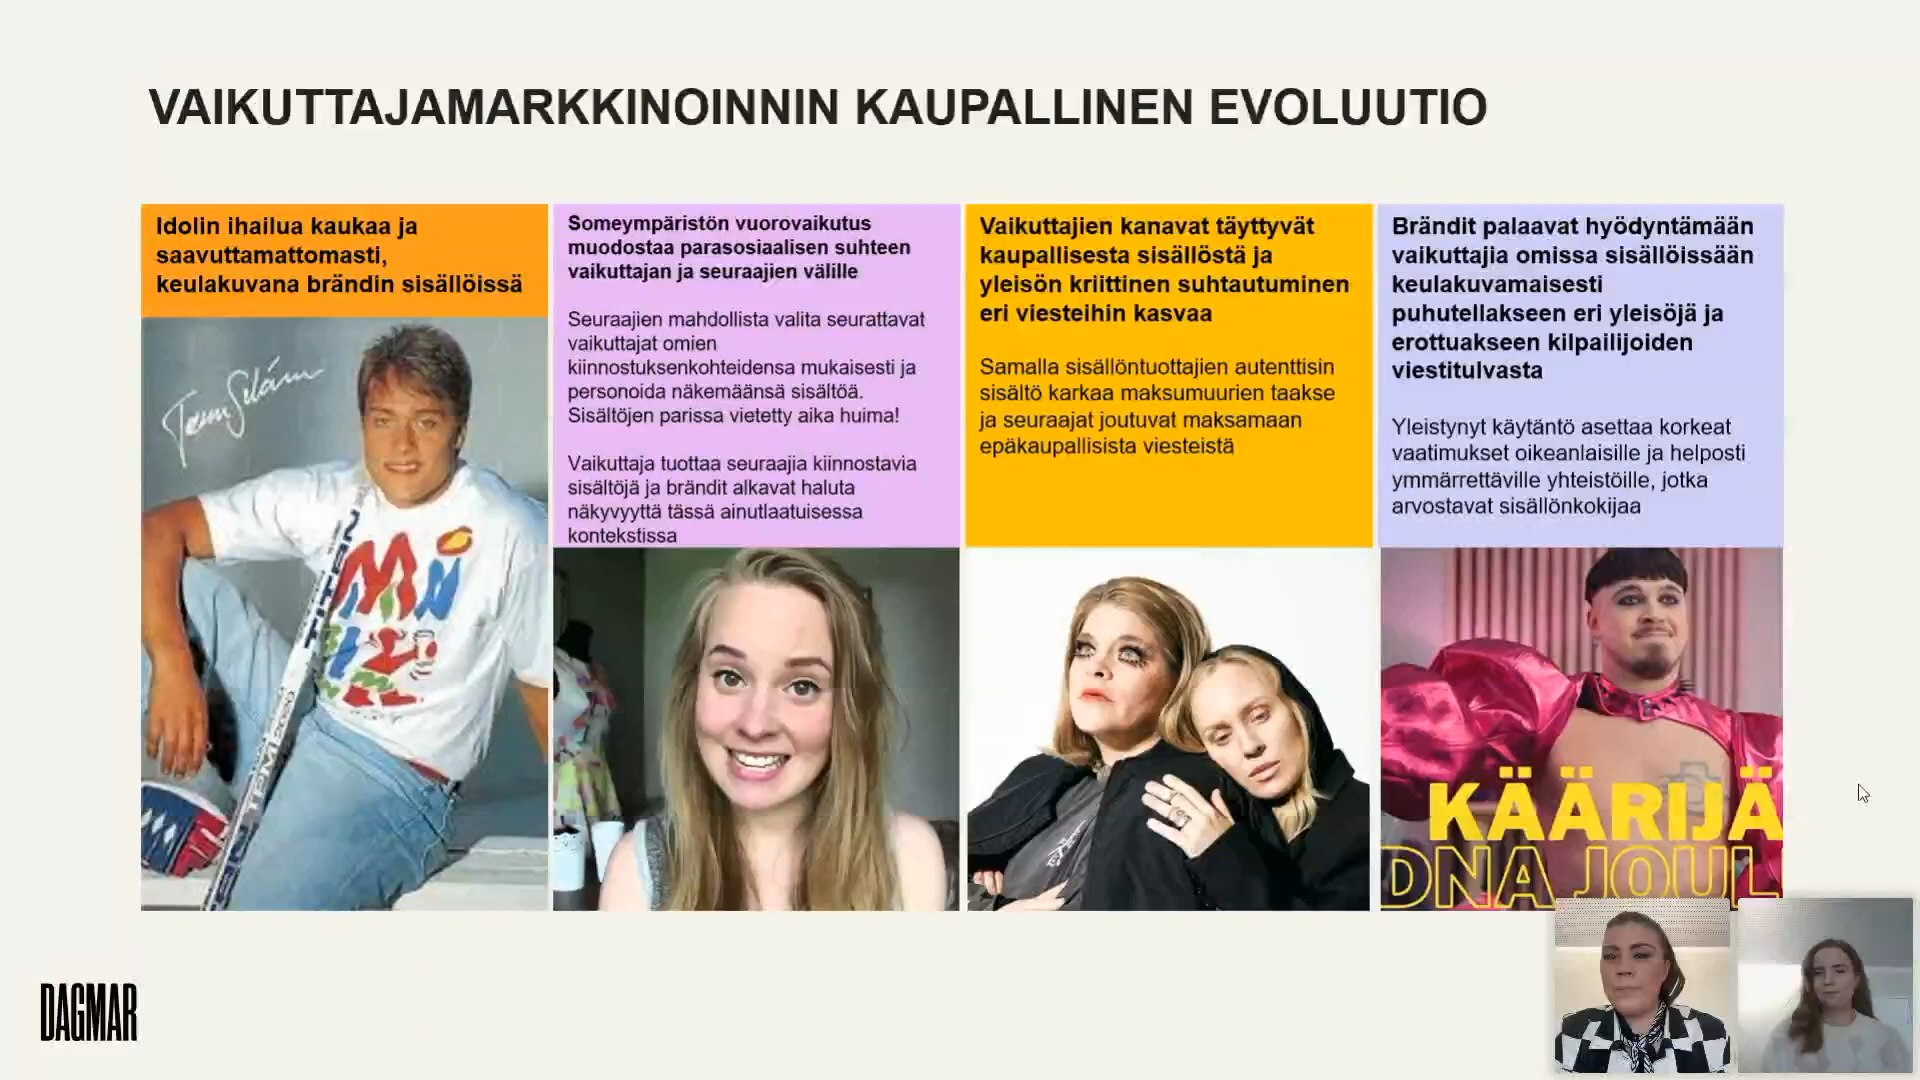 VAIKUTTAJAMARKKINOINNIN KAUPALLINEN EVOLUUTIO
Idolin ihailua kaukaa ja
saavuttamattomasti,
keulakuvana brändin sisällöissä
Someympäristön vuorovaikutus
muodostaa parasosiaalisen suhteen
vaikuttajan ja seuraajien välille
Seuraajien mahdollista valita seurattavat
vaikuttajat omien
kiinnostuksenkohteidensa mukaisesti ja
personoida näkemäänsä sisältöä.
Sisältöjen parissa vietetty aika huima!
Vaikuttaja tuottaa seuraajia kiinnostavia
sisältöjä ja brändit alkavat haluta
näkyvyyttä tässä ainutlaatuisessa
kontekstissa
Vaikuttajien kanavat täyttyvät
kaupallisesta sisällöstä ja
yleisön kriittinen suhtautuminen
eri viesteihin kasvaa
Samalla sisällöntuottajien autenttisin
sisältö karkaa maksumuurien taakse
ja seuraajat joutuvat maksamaan
epäkaupallisista viesteistä
Brändit palaavat hyödyntämään
vaikuttajia omissa sisällöissään
keulakuvamaisesti
puhutellakseen eri yleisöjä ja
erottuakseen kilpailijoiden
viestitulvasta
Yleistynyt käytäntö asettaa korkeat
vaatimukset oikeanlaisille ja helposti
ymmärrettäville yhteistöille, jotka
arvostavat sisällönkokijaa
KÄÄRIJÄ
DNA JOUL
DAGMAR